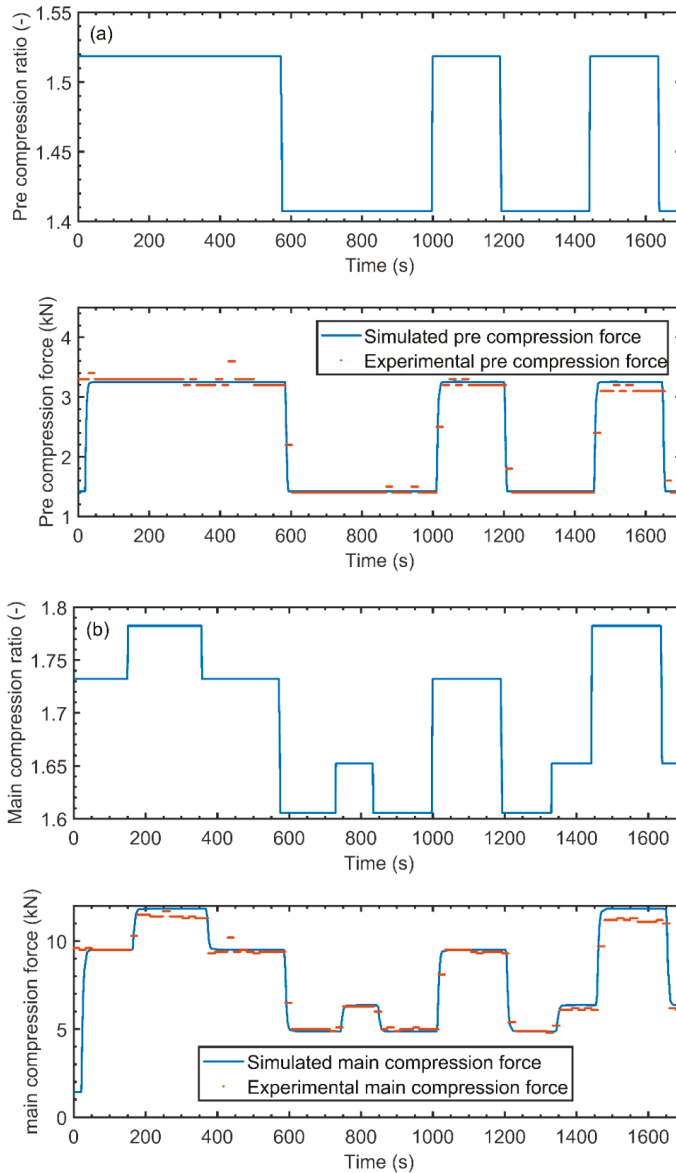 1.55
(a)
1.5
1.45
1.4
Pre compression ratio (-)
0 200 400 600 800 1000 1200 1400 1600
Time (s)
4
3
2
1
Pre compression force (kN)
Simulated pre compression force
Experimental pre compression force
0 200 400 600 800 1000 1200 1400 1600
Time (s)
1.8
(b)
1.75
1.7
1.65
1.6
Main compression ratio (-)
0 200 400 600 800 1000 1200 1400 1600
Time (s)
10
5
0
main compression force (kN)
Simulated main compression force
Experimental main compression force
0 200 400 600 800 1000 1200 1400 1600
Time (s)